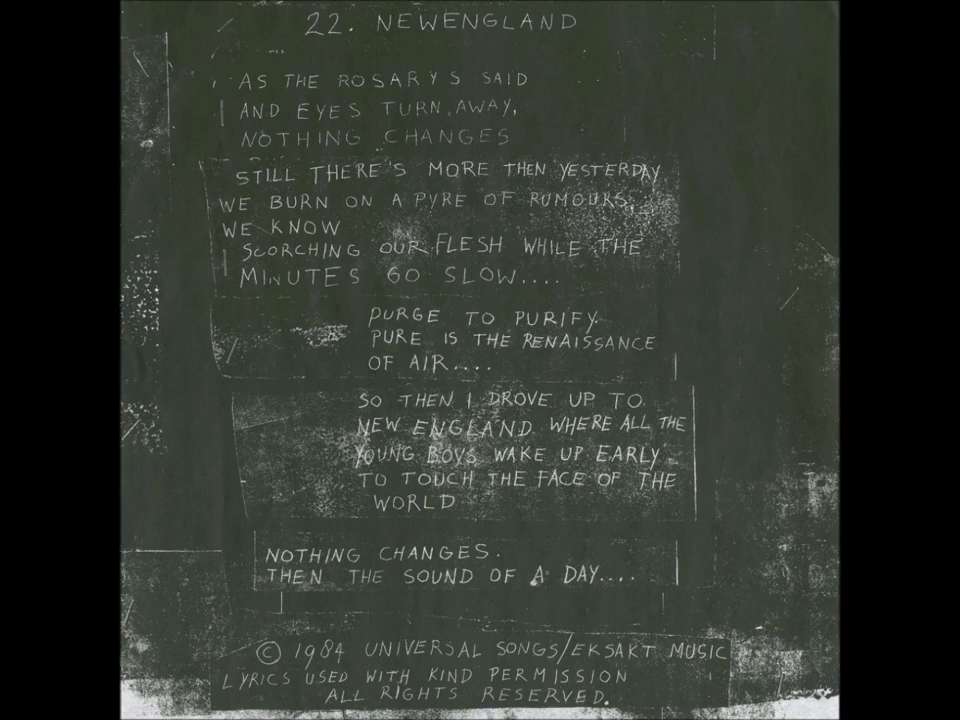 22. NEWENGLAND
AS THE ROSARYS SAID
AND EYES TURN AWAY,
NOTHING CHANGES
STILL THERE'S MORE THEN YESTERDAY
WE BURN ON A PYRE OF RUMOURS,
WE KNOW
SCORCHING OUR FLESH WHILE THE
MINUTES GO SLOW....
PURGE TO PURIFY.
PURE IS THE RENAISSANCE
OF AIR....
SO THEN I DROVE UP TO
NEW ENGLAND WHERE ALL THE
YOUNG BOYS WAKE UP EARLY
TO TOUCH THE FACE OF THE
WORLD
NOTHING CHANGES.
THEN THE SOUND OF A DAY....
© 1984 UNIVERSAL SONGS/EKSAKT MUSIC
LYRICS USED WITH KIND PERMISSION
ALL RIGHTS RESERVED.